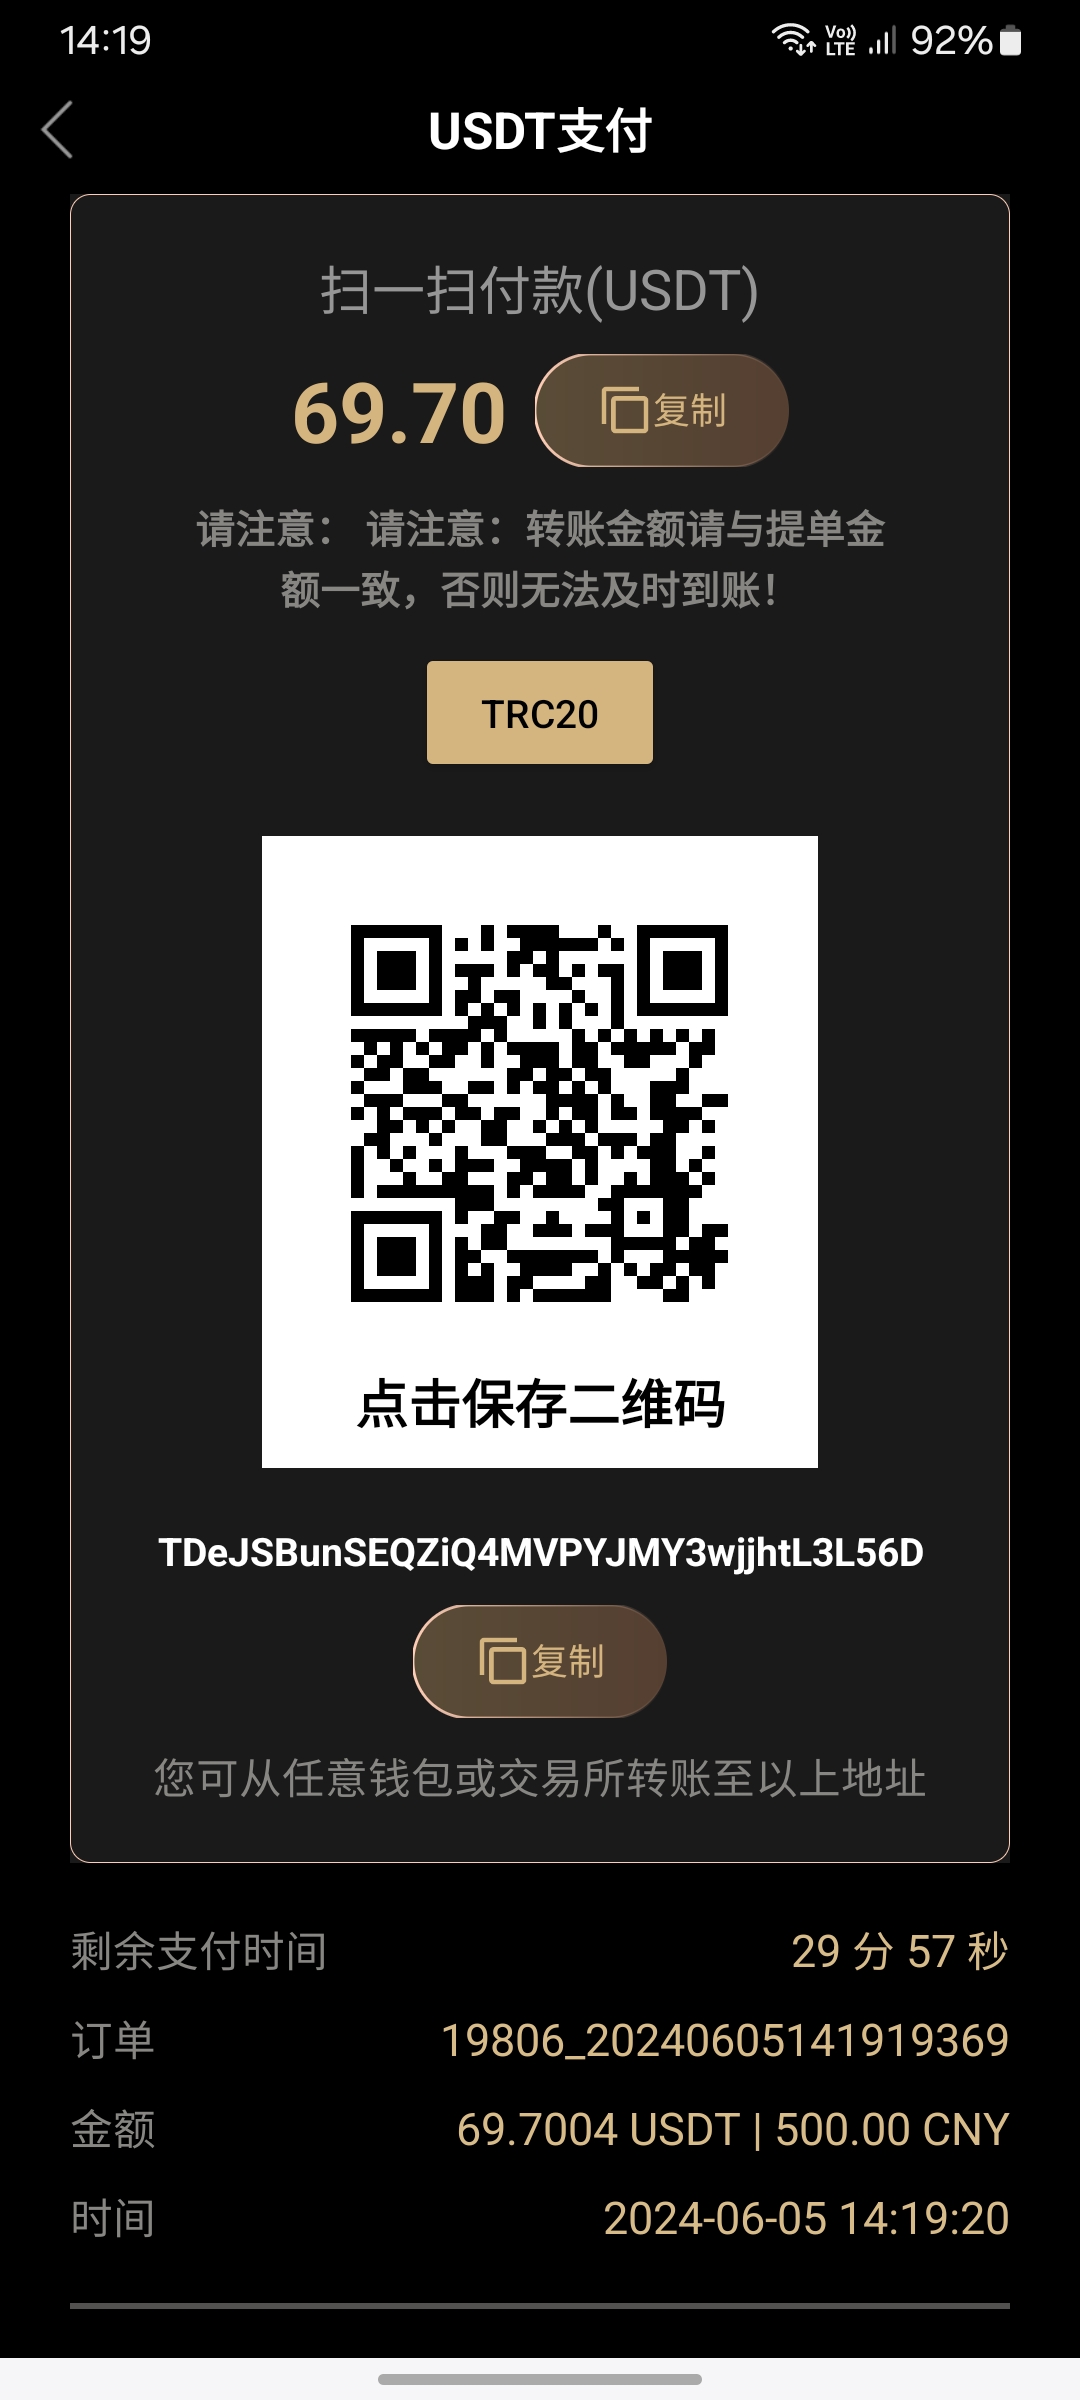 14:19
Vo)) LTE 92%
USDT支付
扫一扫付款(USDT)
69.70 复制
请注意： 请注意：转账金额请与提单金
额一致，否则无法及时到账！
TRC20
点击保存二维码
TDeJSBunSEQZiQ4MVPYJMY3wjjhtL3L56D
复制
您可从任意钱包或交易所转账至以上地址
剩余支付时间 29 分 57 秒
订单 19806_20240605141919369
金额 69.7004 USDT | 500.00 CNY
时间 2024-06-05 14:19:20